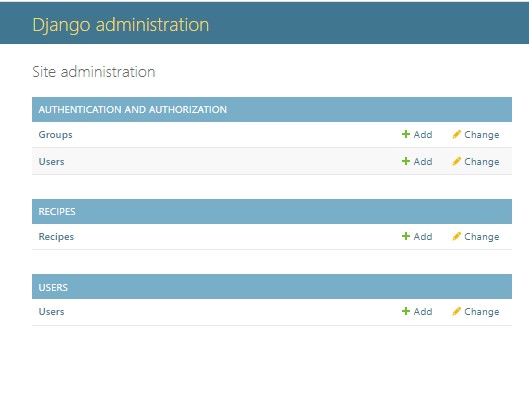 Django administration
Site administration
AUTHENTICATION AND AUTHORIZATION
Groups Add Change
Users Add Change
RECIPES
Recipes Add Change
USERS
Users Add Change